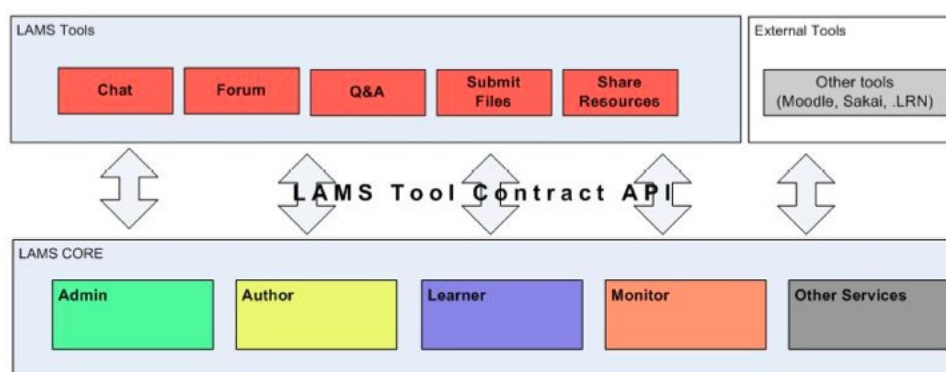 LAMS Tools
External Tools
Chat
Forum
Q&A
Submit
Files
Share
Resources
Other tools
(Moodle, Sakai, .LRN)
LAMS Tool Contract API
LAMS CORE
Admin
Author
Learner
Monitor
Other Services